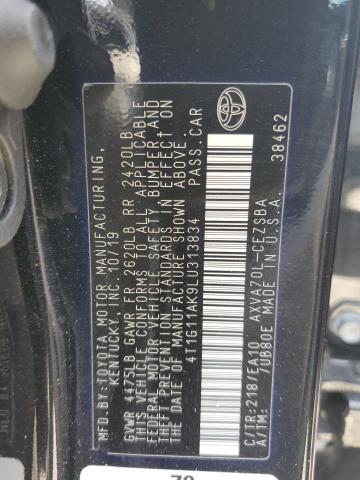 MFD.BY:TOYOTA MOTOR MANUFACTURING,
KENTUCKY, INC. 10/19
GVWR 4475LB GAWR FR 2620LB RR 2220LB
THIS VEHICLE CONFORMS TO ALL APPLICABLE
FEDERAL MOTOR VEHICLE SAFETY, BUMPER AND
THEFT PREVENTION STANDARDS IN EFFECT ON
THE DATE OF MANUFACTURE SHOWN ABOVE.
4T1G11AK9LU313834 PASS.CAR
C/TR:218/EA10 AXVA70L-CEZSBA
A/TM: 70B80E MADE IN U.S.A.
38462